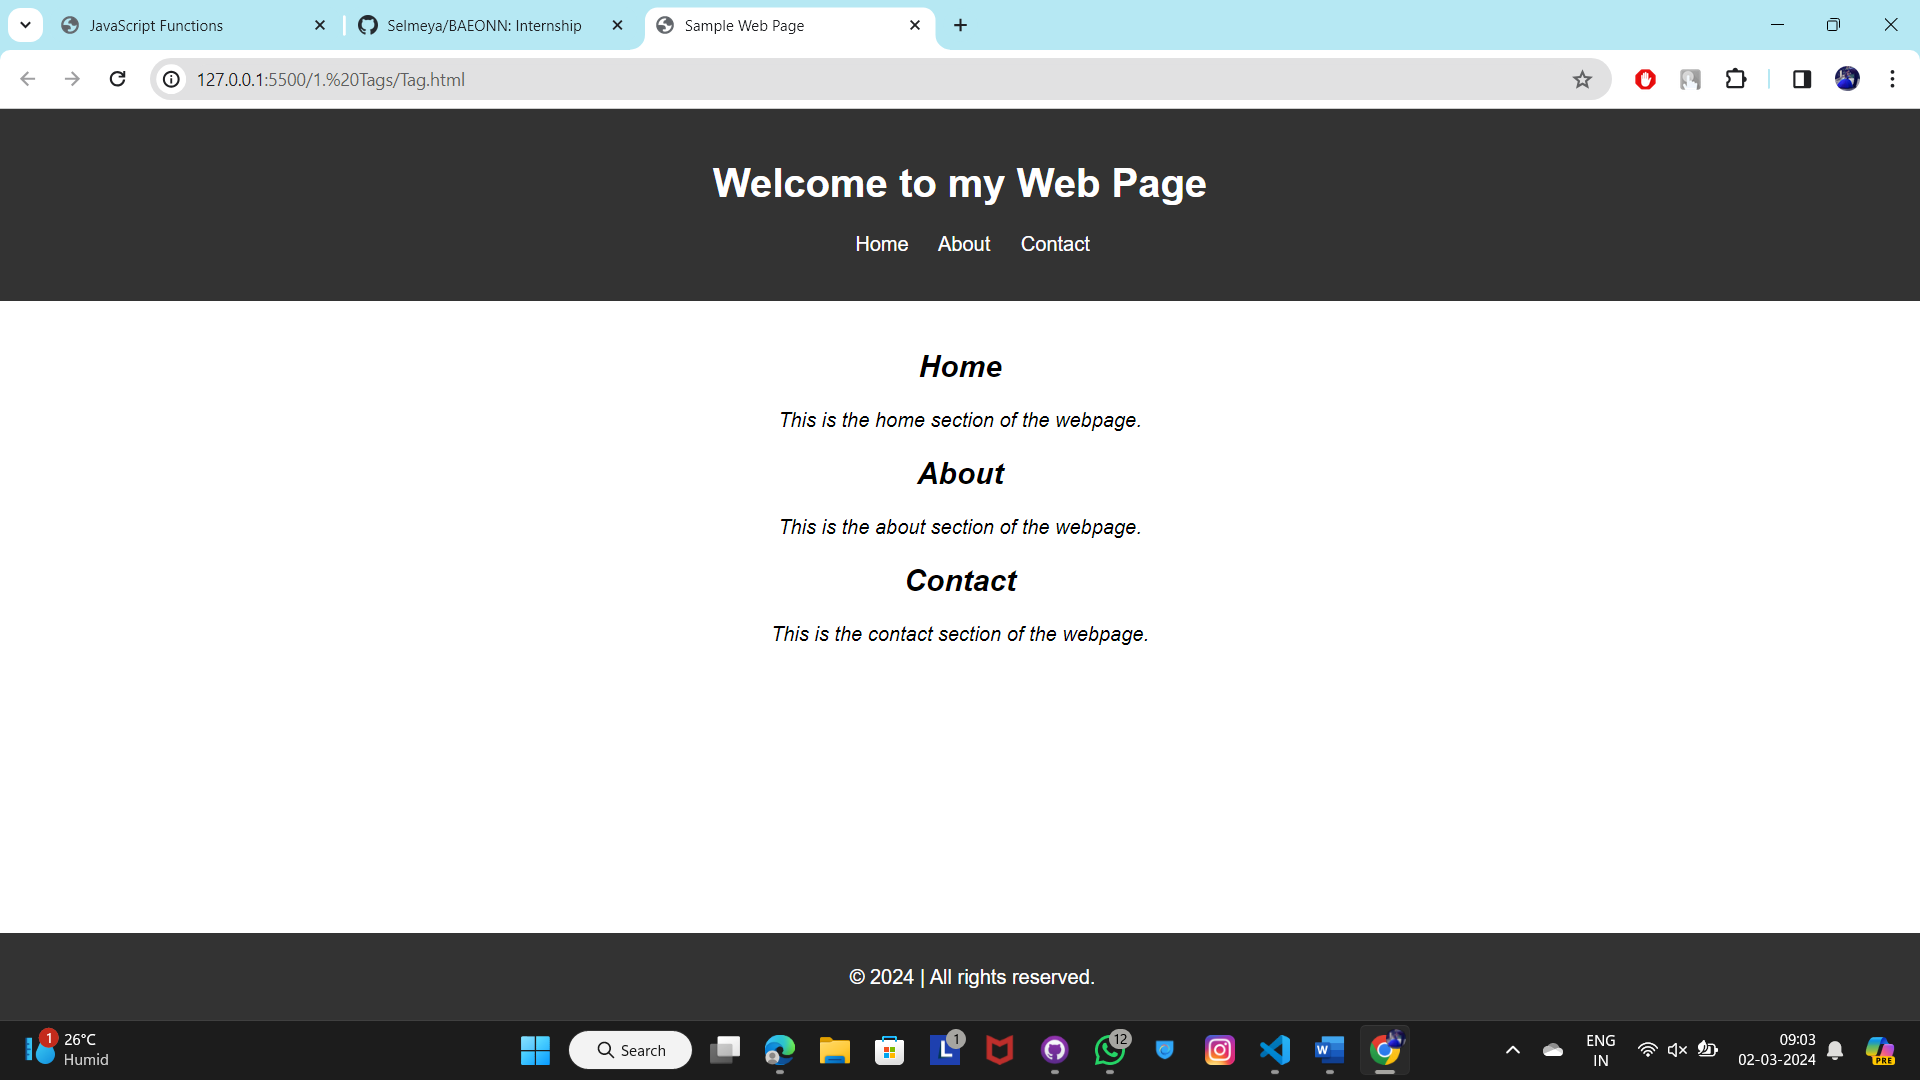 JavaScript Functions
Selmeya/BAEONN: Internship
Sample Web Page
127.0.0.1:5500/1.%20Tags/Tag.html
Welcome to my Web Page
Home About Contact
Home
This is the home section of the webpage.
About
This is the about section of the webpage.
Contact
This is the contact section of the webpage.
© 2024 | All rights reserved.
1
26°C
Humid
Search
L 1
12
W
ENG
IN
09:03
02-03-2024
PRE